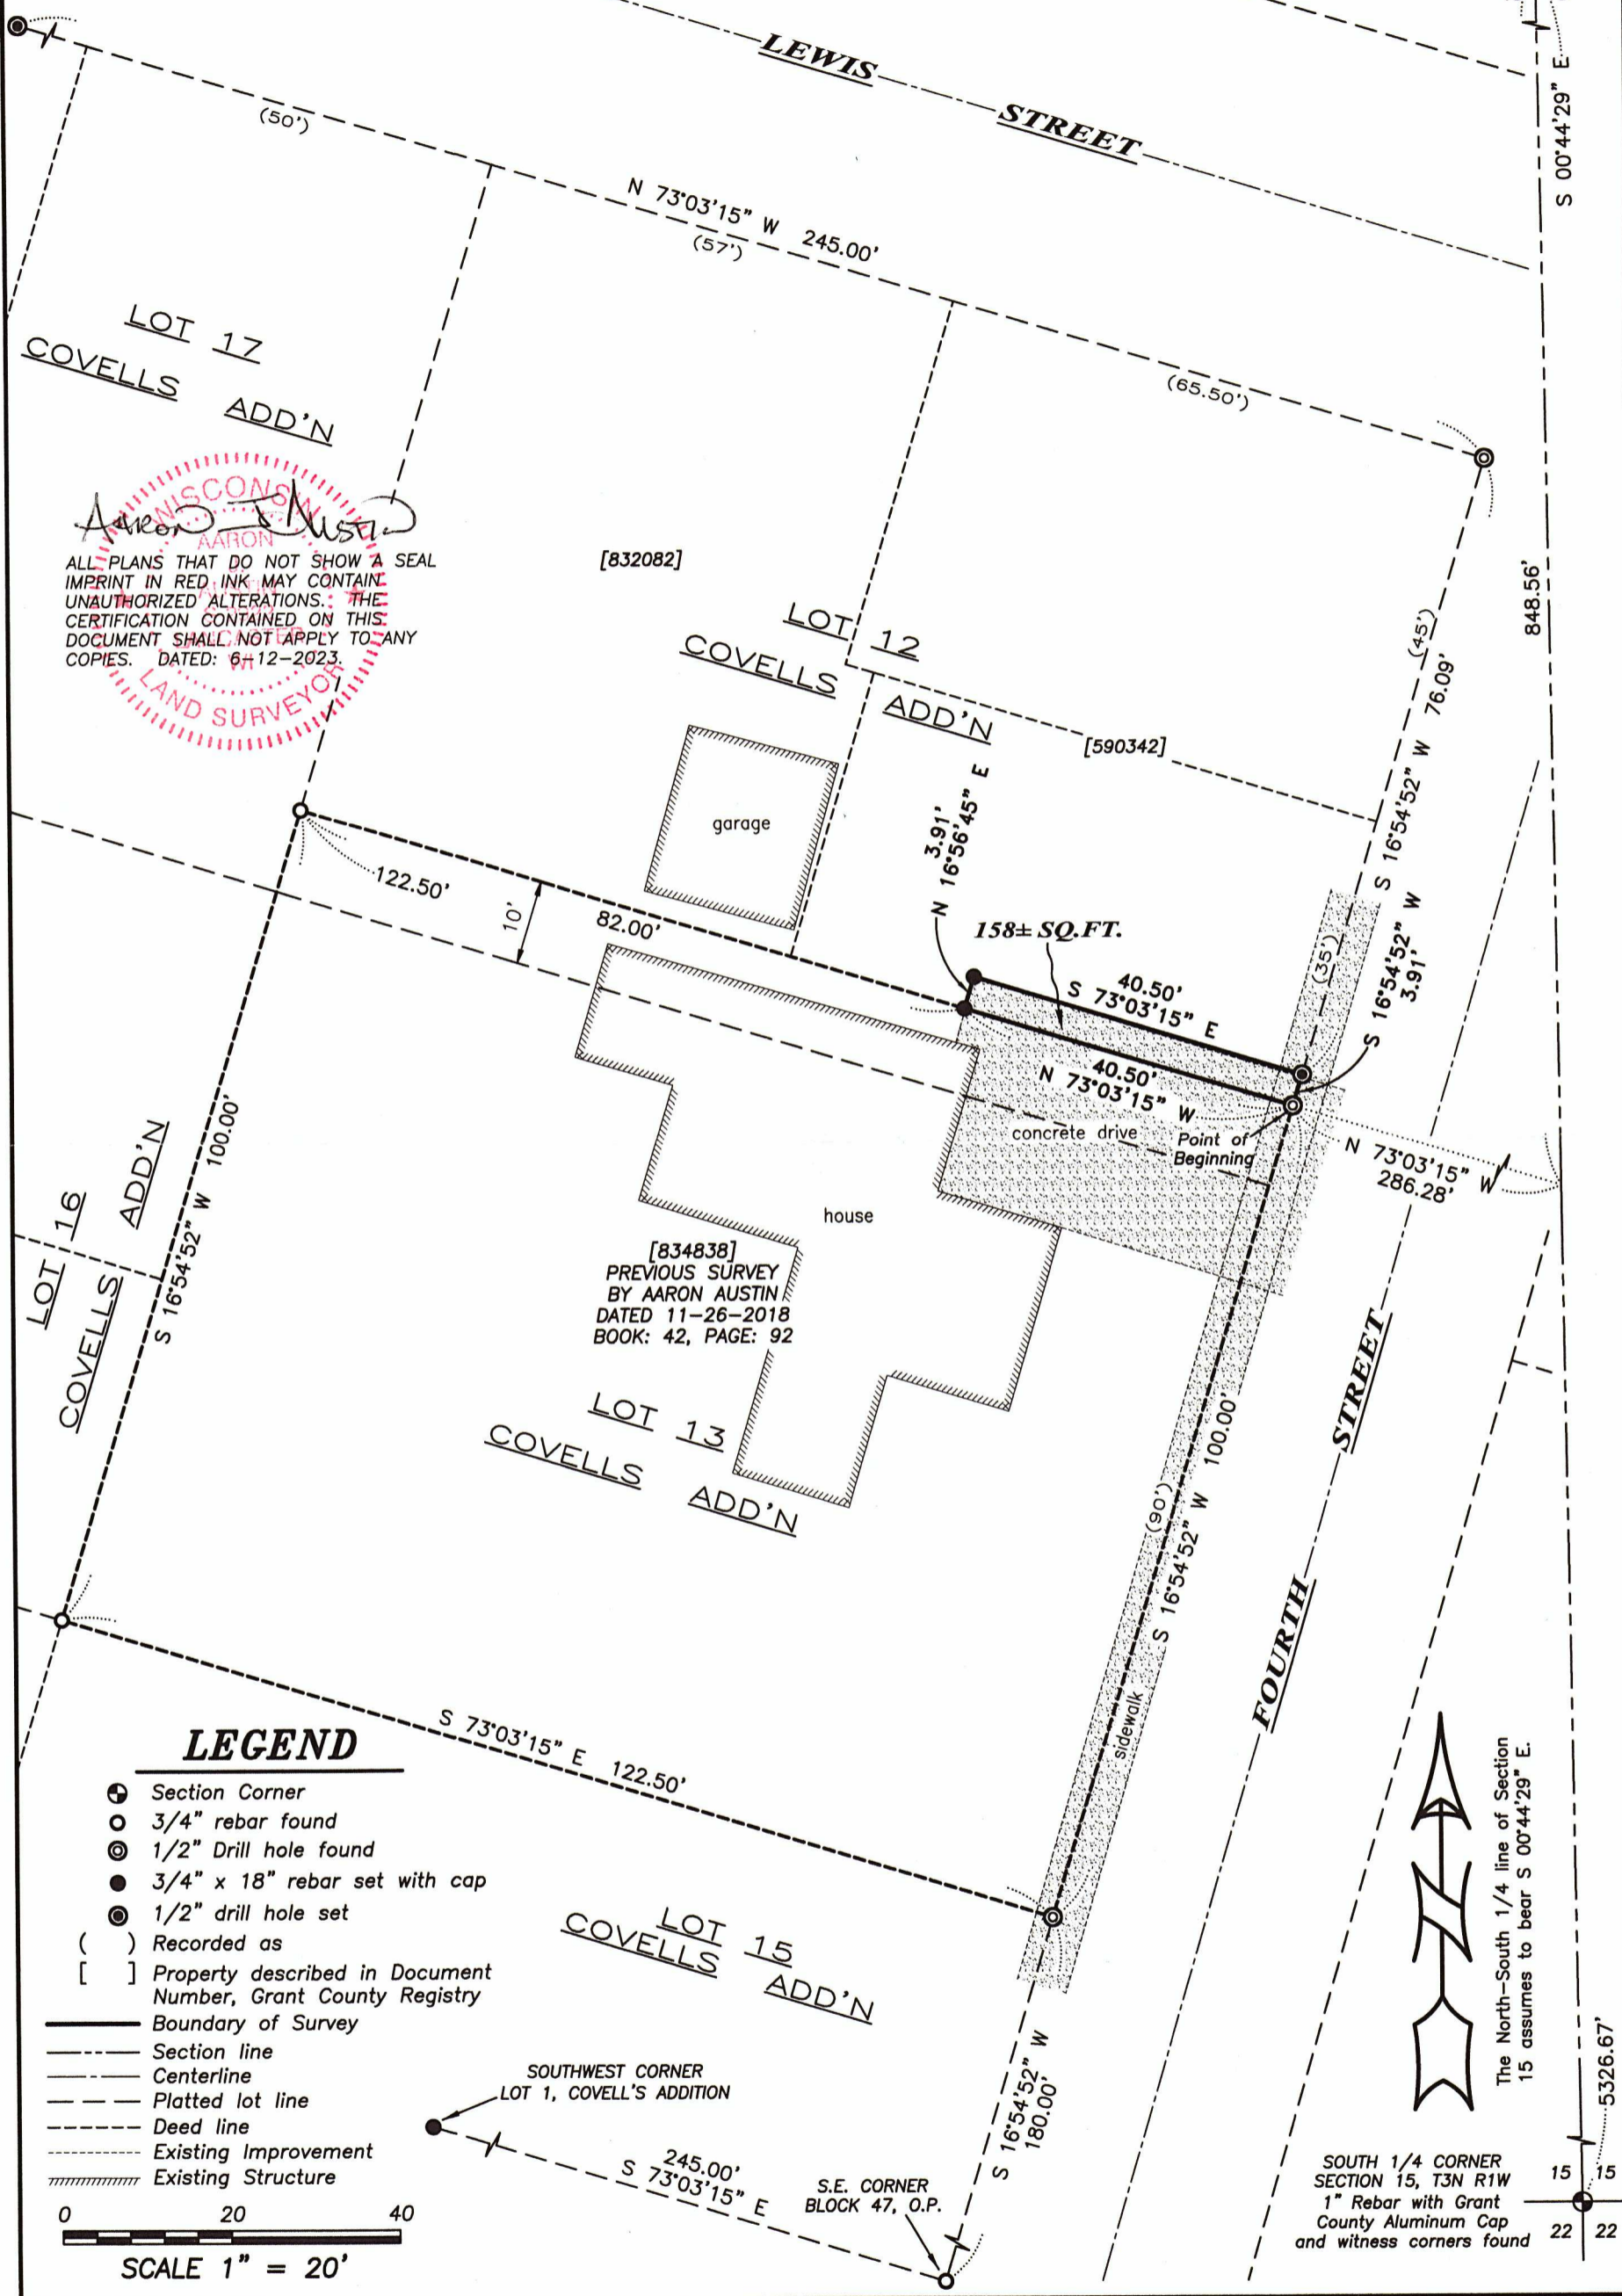 LEWIS STREET
S 00°44'29" E
(50')
N 73°03'15" W 245.00'
(57')
LOT 17
COVELLS ADD'N
(65.50')
WISCONSIN
AARON
LAND SURVEYOR
WI
Aaron J Austin
ALL PLANS THAT DO NOT SHOW A SEAL
IMPRINT IN RED INK MAY CONTAIN
UNAUTHORIZED ALTERATIONS. THE
CERTIFICATION CONTAINED ON THIS
DOCUMENT SHALL NOT APPLY TO ANY
COPIES. DATED: 6-12-2023.
[832082]
LOT 12
COVELLS ADD'N
[590342]
(45')
S 16°54'52" W 76.09'
848.56'
garage
3.91'
N 16°56'45" E
122.50'
10'
82.00'
158± SQ.FT.
40.50'
S 73°03'15" E
(35')
S 16°54'52" W
3.91'
40.50'
N 73°03'15" W
concrete drive
Point of
Beginning
N 73°03'15" W
286.28'
S 16°54'52" W 100.00'
LOT 16
COVELLS ADD'N
house
[834838]
PREVIOUS SURVEY
BY AARON AUSTIN
DATED 11-26-2018
BOOK: 42, PAGE: 92
LOT 13
COVELLS ADD'N
(90')
S 16°54'52" W 100.00'
sidewalk
FOURTH STREET
S 73°03'15" E 122.50'
LEGEND
Section Corner
3/4" rebar found
1/2" Drill hole found
3/4" x 18" rebar set with cap
1/2" drill hole set
( ) Recorded as
[ ] Property described in Document
Number, Grant County Registry
Boundary of Survey
Section line
Centerline
Platted lot line
Deed line
Existing Improvement
Existing Structure
0 20 40
SCALE 1" = 20'
LOT 15
COVELLS ADD'N
SOUTHWEST CORNER
LOT 1, COVELL'S ADDITION
245.00'
S 73°03'15" E
S.E. CORNER
BLOCK 47, O.P.
S 16°54'52" W
180.00'
N
The North-South 1/4 line of Section
15 assumes to bear S 00°44'29" E.
5326.67'
SOUTH 1/4 CORNER
SECTION 15, T3N R1W
1" Rebar with Grant
County Aluminum Cap
and witness corners found
15 15
22 22